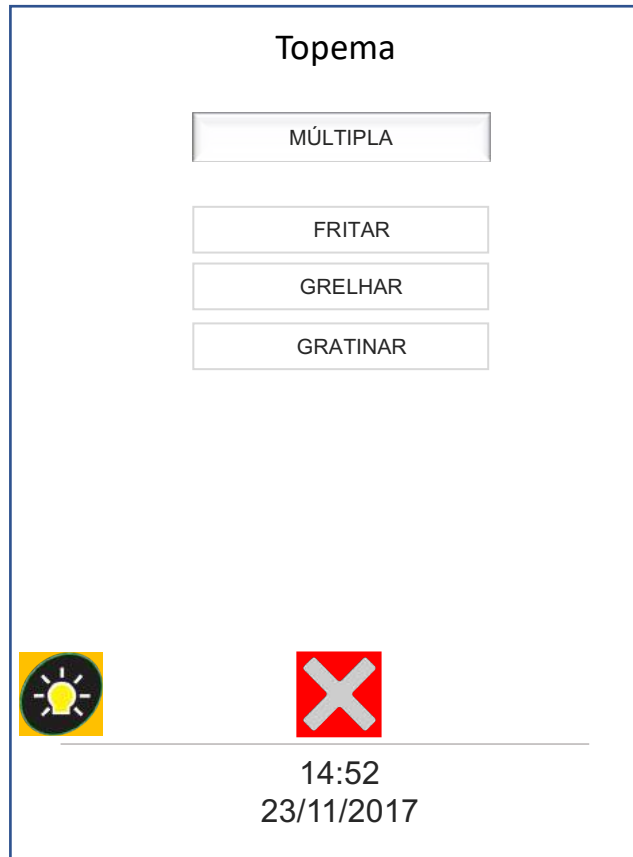 Topema
MÚLTIPLA
FRITAR
GRELHAR
GRATINAR
14:52
23/11/2017